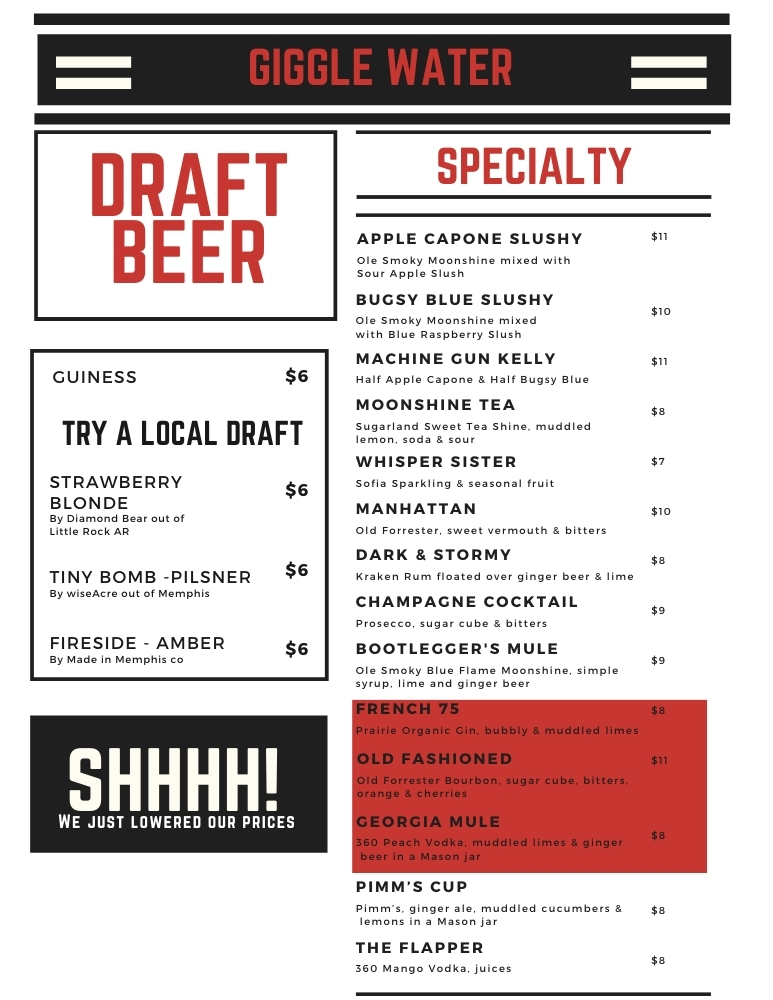 GIGGLE WATER
DRAFT
BEER
GUINESS $6
TRY A LOCAL DRAFT
STRAWBERRY
BLONDE $6
By Diamond Bear out of
Little Rock AR
TINY BOMB -PILSNER $6
By wiseAcre out of Memphis
FIRESIDE - AMBER $6
By Made in Memphis co
SHHHH!
WE JUST LOWERED OUR PRICES
SPECIALTY
APPLE CAPONE SLUSHY $11
Ole Smoky Moonshine mixed with
Sour Apple Slush
BUGSY BLUE SLUSHY $10
Ole Smoky Moonshine mixed
with Blue Raspberry Slush
MACHINE GUN KELLY $11
Half Apple Capone & Half Bugsy Blue
MOONSHINE TEA $8
Sugarland Sweet Tea Shine, muddled
lemon, soda & sour
WHISPER SISTER $7
Sofia Sparkling & seasonal fruit
MANHATTAN $10
Old Forrester, sweet vermouth & bitters
DARK & STORMY $8
Kraken Rum floated over ginger beer & lime
CHAMPAGNE COCKTAIL $9
Prosecco, sugar cube & bitters
BOOTLEGGER'S MULE $9
Ole Smoky Blue Flame Moonshine, simple
syrup, lime and ginger beer
FRENCH 75 $8
Prairie Organic Gin, bubbly & muddled limes
OLD FASHIONED $11
Old Forrester Bourbon, sugar cube, bitters,
orange & cherries
GEORGIA MULE $8
360 Peach Vodka, muddled limes & ginger
beer in a Mason jar
PIMM'S CUP $8
Pimm's, ginger ale, muddled cucumbers &
lemons in a Mason jar
THE FLAPPER $8
360 Mango Vodka, juices